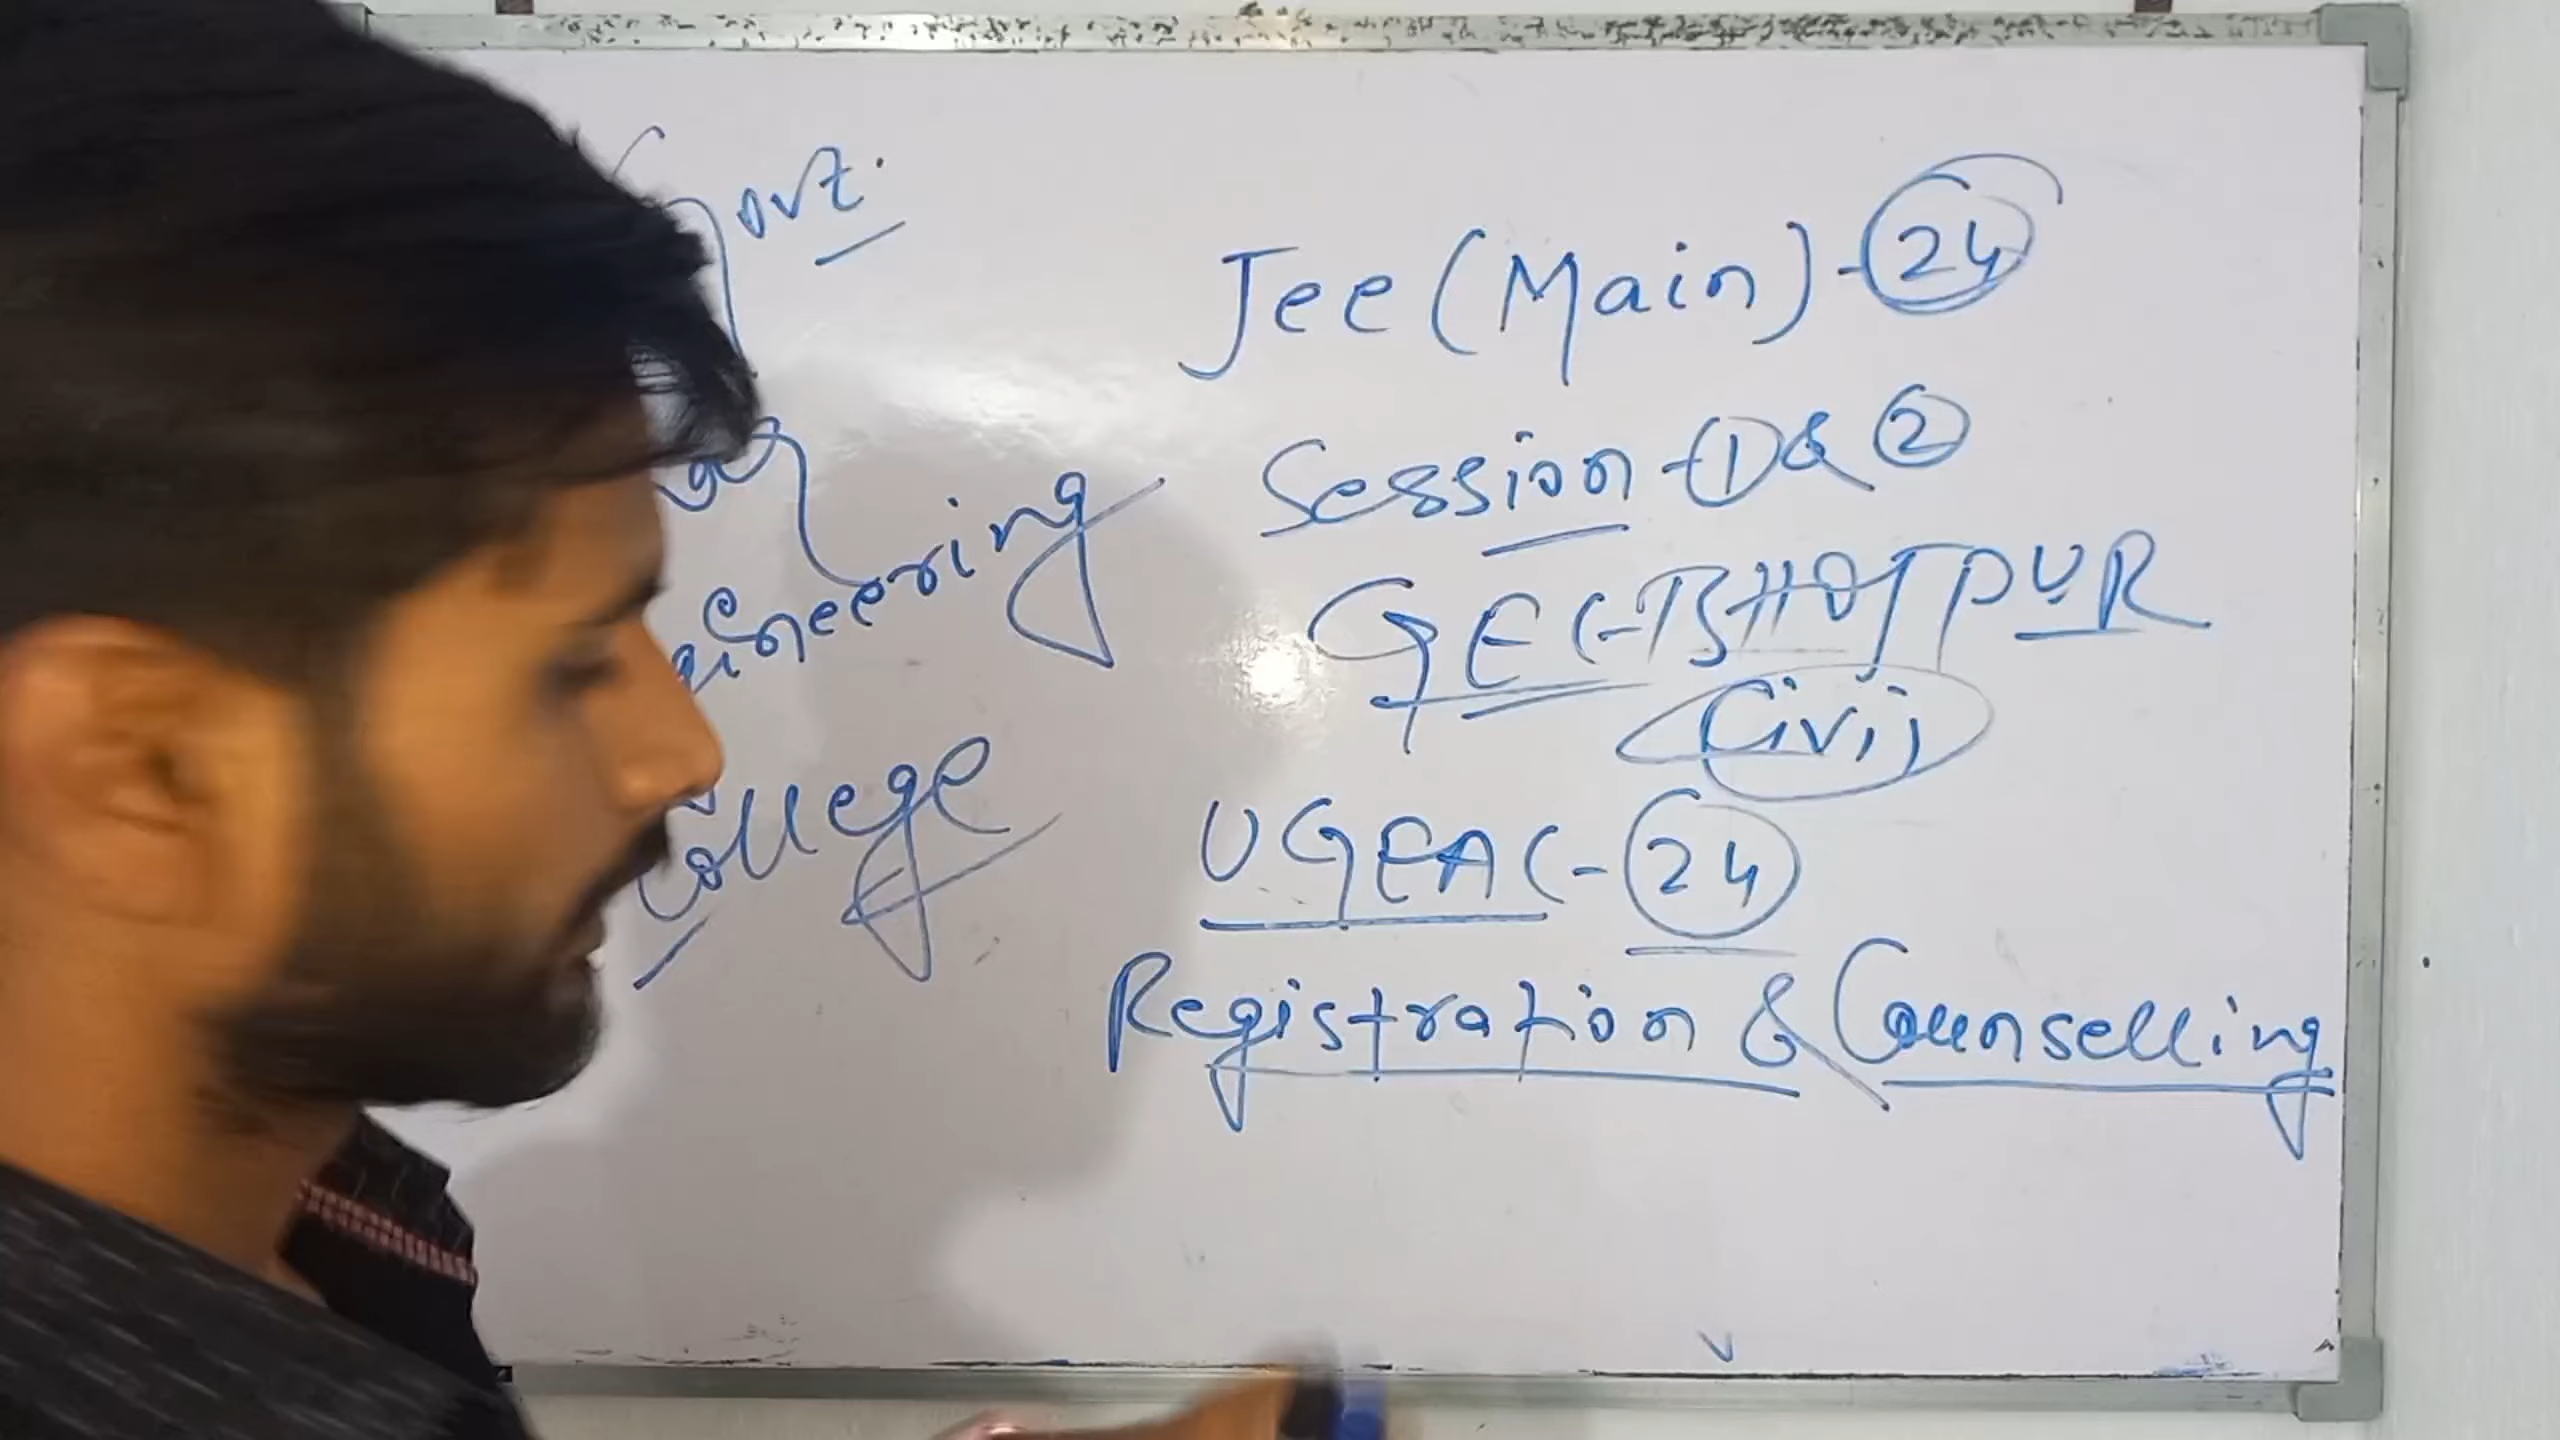 Govt.
Engineering
College
Jee (Main) - 24
Session - 1 & 2
GEC-BHOJPUR
Civil
UGEAC - 24
Registration & Counselling